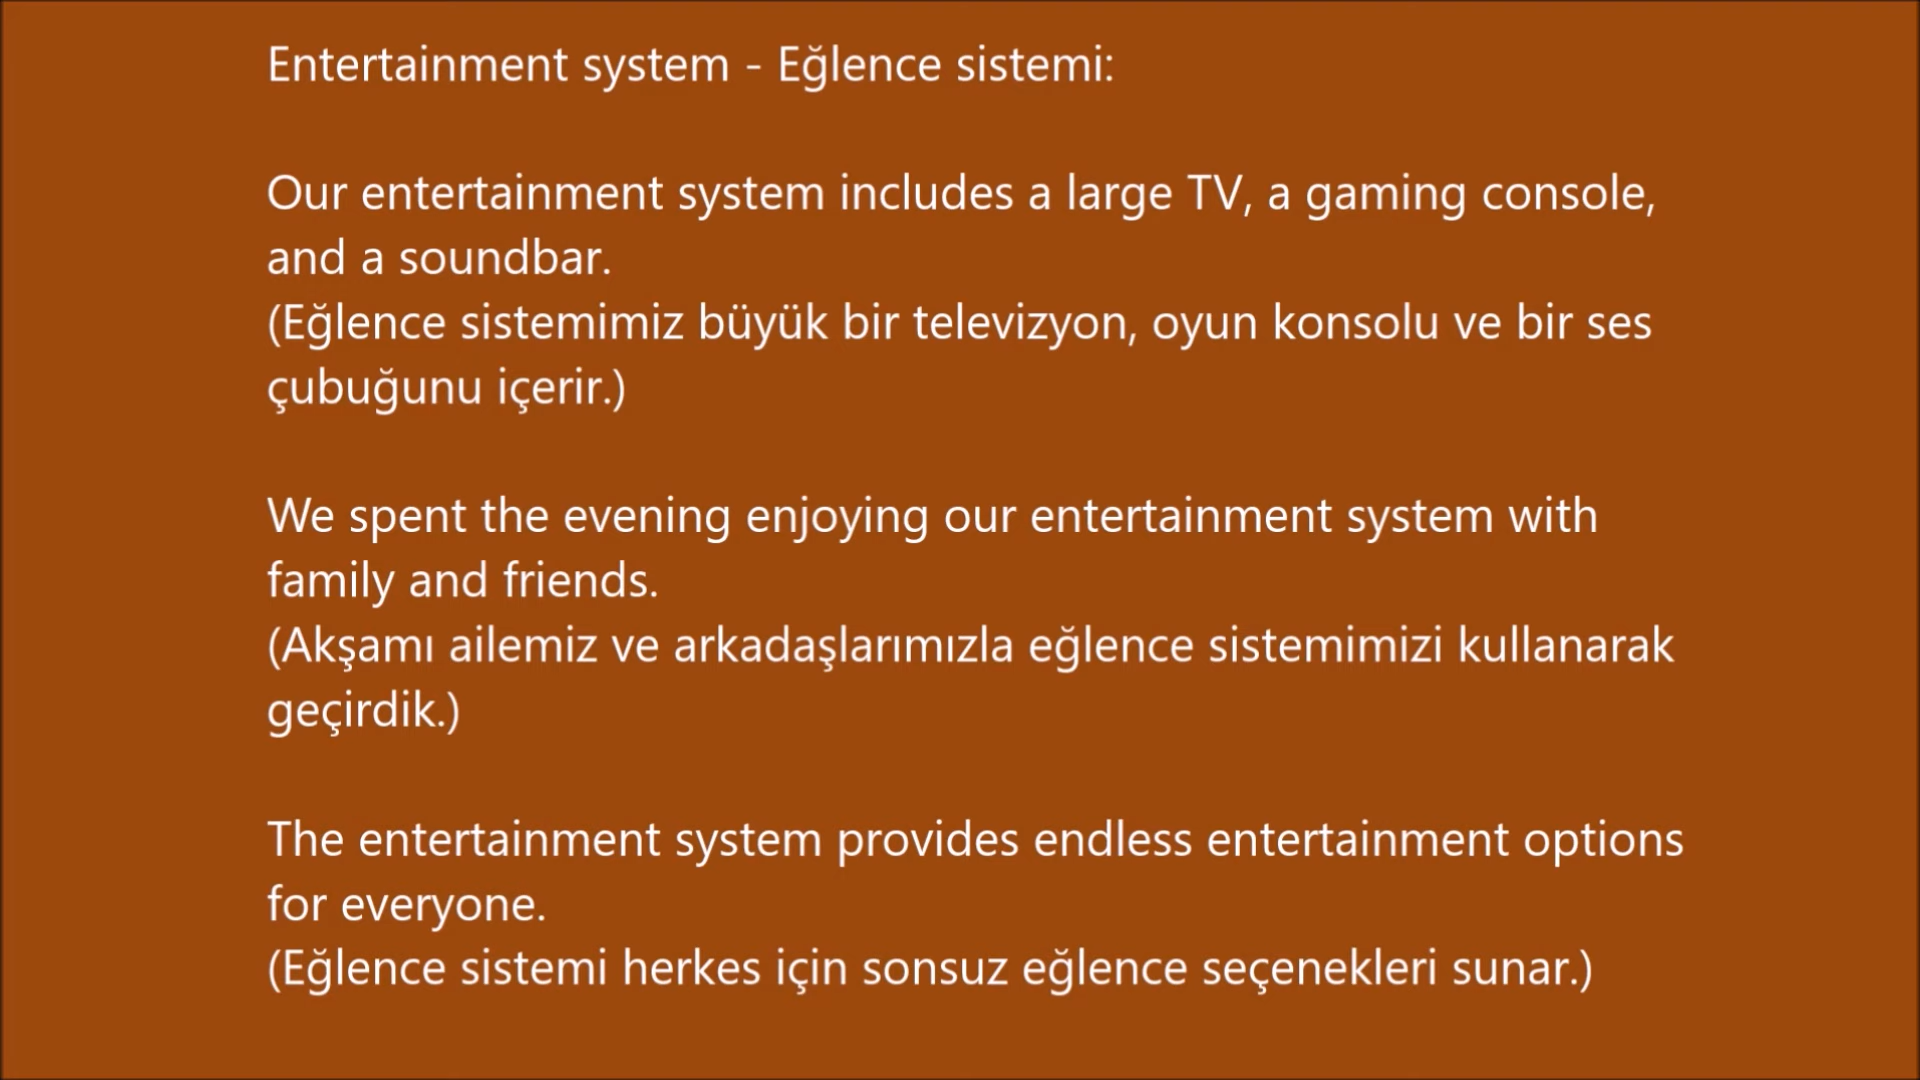 Entertainment system - Eğlence sistemi:
Our entertainment system includes a large TV, a gaming console,
and a soundbar.
(Eğlence sistemimiz büyük bir televizyon, oyun konsolu ve bir ses
çubuğunu içerir.)
We spent the evening enjoying our entertainment system with
family and friends.
(Akşamı ailemiz ve arkadaşlarımızla eğlence sistemimizi kullanarak
geçirdik.)
The entertainment system provides endless entertainment options
for everyone.
(Eğlence sistemi herkes için sonsuz eğlence seçenekleri sunar.)